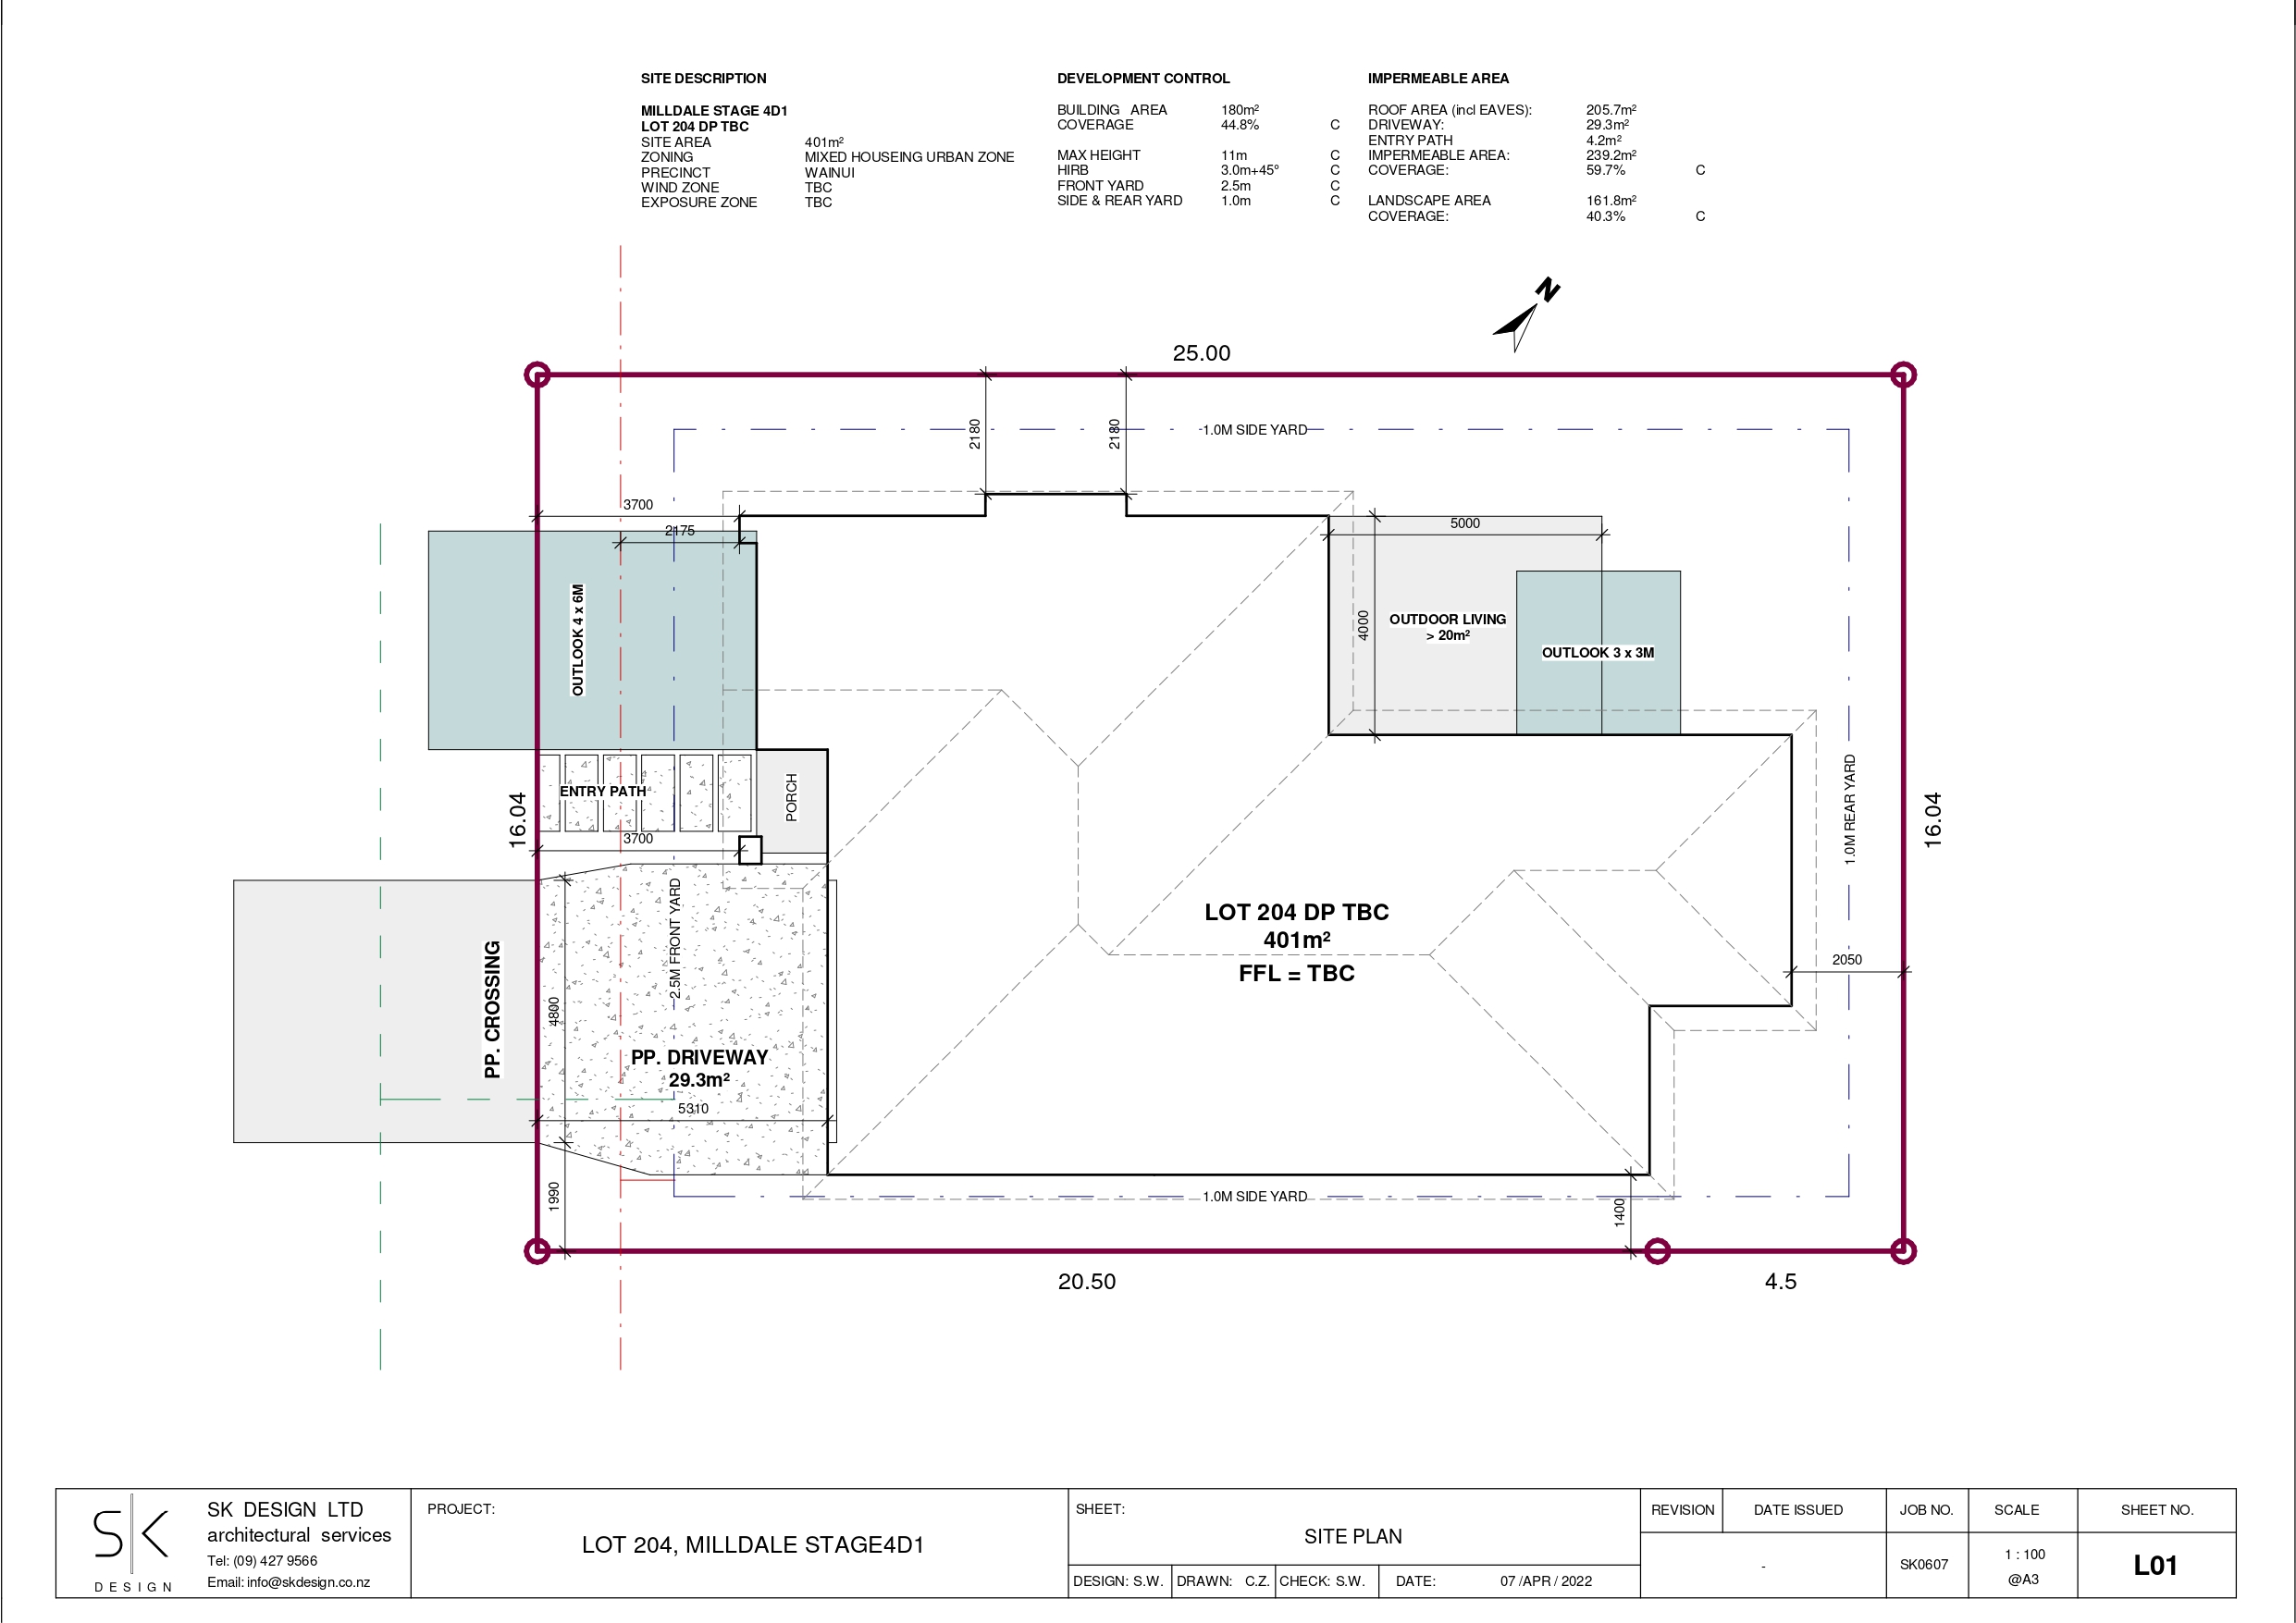 SITE DESCRIPTION
MILLDALE STAGE 4D1
LOT 204 DP TBC
SITE AREA 401m²
ZONING MIXED HOUSEING URBAN ZONE
PRECINCT WAINUI
WIND ZONE TBC
EXPOSURE ZONE TBC
DEVELOPMENT CONTROL
BUILDING AREA 180m²
COVERAGE 44.8% C
MAX HEIGHT 11m C
HIRB 3.0m+45° C
FRONT YARD 2.5m C
SIDE & REAR YARD 1.0m C
IMPERMEABLE AREA
ROOF AREA (incl EAVES): 205.7m²
DRIVEWAY: 29.3m²
ENTRY PATH 4.2m²
IMPERMEABLE AREA: 239.2m²
COVERAGE: 59.7% C
LANDSCAPE AREA 161.8m²
COVERAGE: 40.3% C
N
25.00
2180
2180
1.0M SIDE YARD
3700
2175
5000
OUTLOOK 4 x 6M
4000
OUTDOOR LIVING
> 20m²
OUTLOOK 3 x 3M
ENTRY PATH
PORCH
3700
16.04
1.0M REAR YARD
16.04
2.5M FRONT YARD
LOT 204 DP TBC
401m²
FFL = TBC
2050
PP. CROSSING
4800
PP. DRIVEWAY
29.3m²
5310
1990
1.0M SIDE YARD
1400
20.50
4.5
SK DESIGN
SK DESIGN LTD
architectural services
Tel: (09) 427 9566
Email: info@skdesign.co.nz
PROJECT:
LOT 204, MILLDALE STAGE4D1
SHEET:
SITE PLAN
DESIGN: S.W. DRAWN: C.Z. CHECK: S.W. DATE: 07 /APR / 2022
REVISION DATE ISSUED JOB NO. SCALE SHEET NO.
- SK0607 1 : 100 L01
@A3